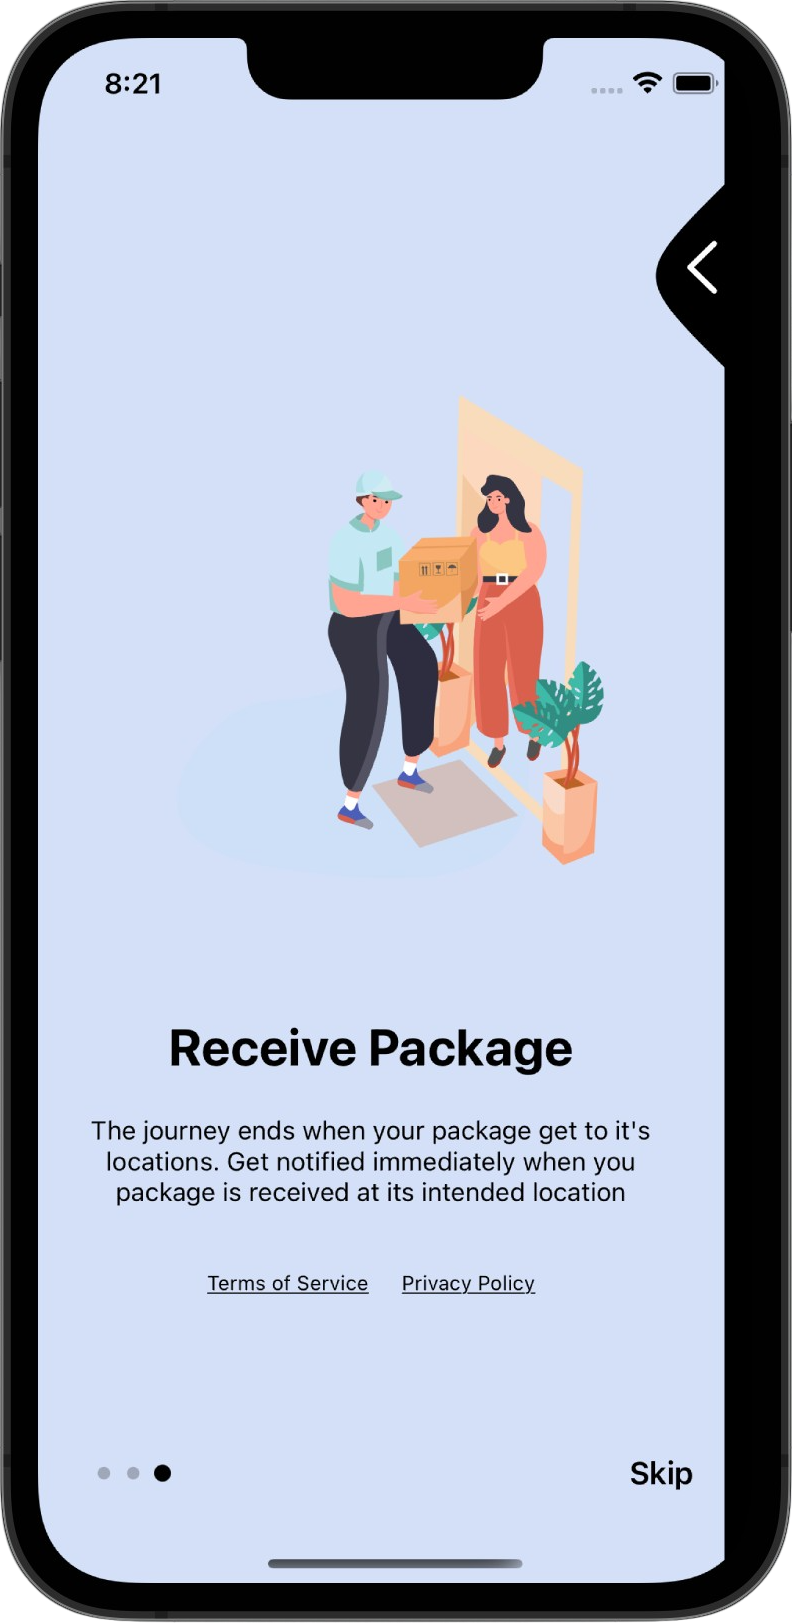 8:21
Receive Package
The journey ends when your package get to it's
locations. Get notified immediately when you
package is received at its intended location
Terms of Service Privacy Policy
Skip